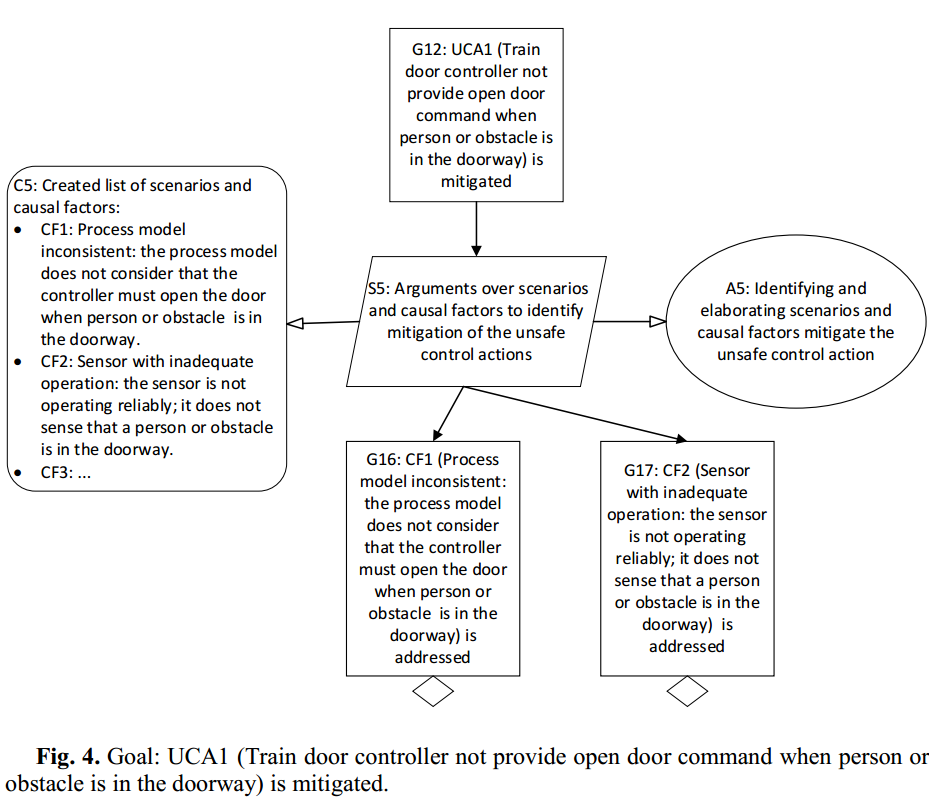 G12: UCA1 (Train
door controller not
provide open door
command when
person or obstacle is
in the doorway) is
mitigated
C5: Created list of scenarios and
causal factors:
• CF1: Process model
inconsistent: the process model
does not consider that the
controller must open the door
when person or obstacle is in
the doorway.
• CF2: Sensor with inadequate
operation: the sensor is not
operating reliably; it does not
sense that a person or obstacle
is in the doorway.
• CF3: ...
S5: Arguments over scenarios
and causal factors to identify
mitigation of the unsafe
control actions
A5: Identifying and
elaborating scenarios and
causal factors mitigate the
unsafe control action
G16: CF1 (Process
model inconsistent:
the process model
does not consider
that the controller
must open the door
when person or
obstacle is in the
doorway) is
addressed
G17: CF2 (Sensor
with inadequate
operation: the sensor
is not operating
reliably; it does not
sense that a person
or obstacle is in the
doorway) is
addressed
Fig. 4. Goal: UCA1 (Train door controller not provide open door command when person or
obstacle is in the doorway) is mitigated.